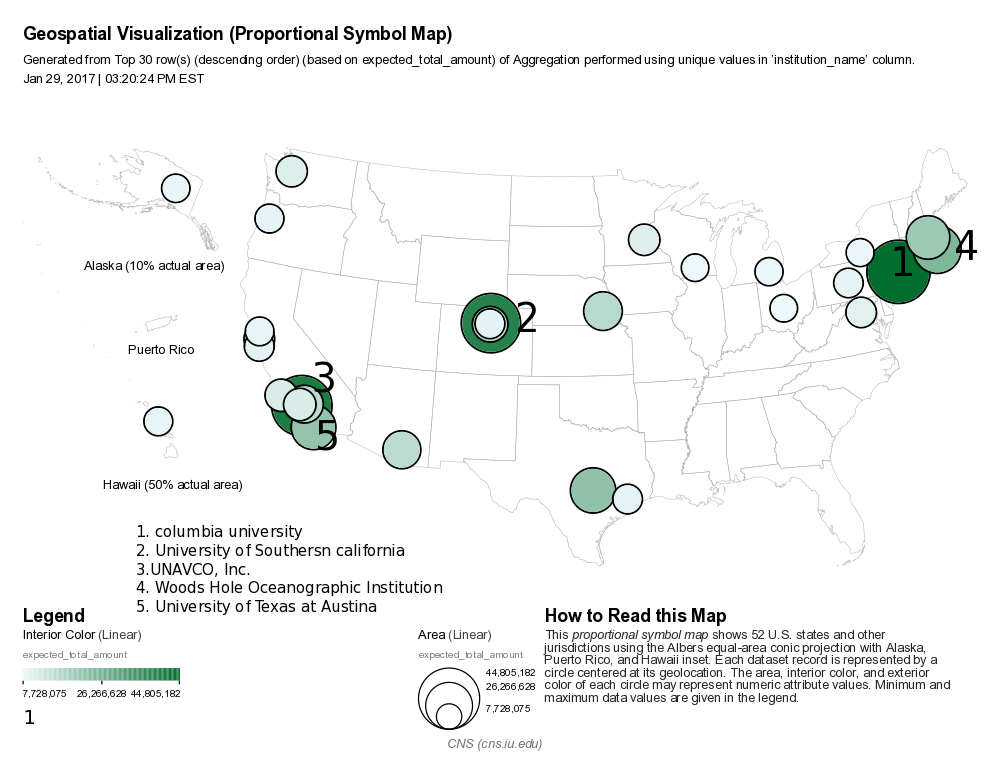 Geospatial Visualization (Proportional Symbol Map)
Generated from Top 30 row(s) (descending order) (based on expected_total_amount) of Aggregation performed using unique values in 'institution_name' column.
Jan 29, 2017 | 03:20:24 PM EST
4
1
Alaska (10% actual area)
2
Puerto Rico
3
5
Hawaii (50% actual area)
1. columbia university
2. University of Southersn california
3.UNAVCO, Inc.
4. Woods Hole Oceanographic Institution
5. University of Texas at Austina
Legend
Interior Color (Linear)
expected_total_amount
7,728,075 26,266,628 44,805,182
1
Area (Linear)
expected_total_amount
44,805,182
26,266,628
7,728,075
How to Read this Map
This proportional symbol map shows 52 U.S. states and other
jurisdictions using the Albers equal-area conic projection with Alaska,
Puerto Rico, and Hawaii inset. Each dataset record is represented by a
circle centered at its geolocation. The area, interior color, and exterior
color of each circle may represent numeric attribute values. Minimum and
maximum data values are given in the legend.
CNS (cns.iu.edu)